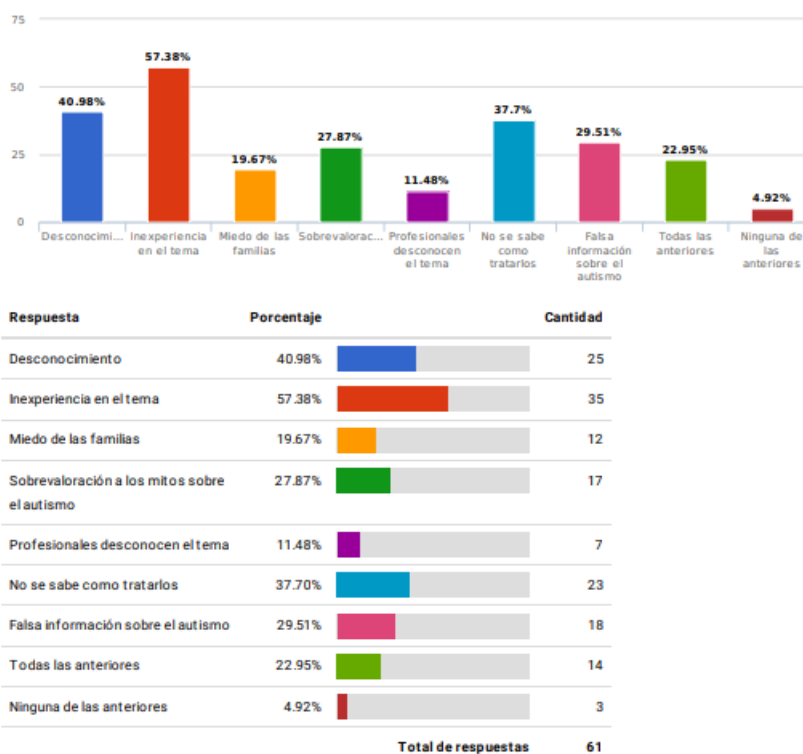 75
57.38%
50
40.98%
37.7%
29.51%
27.87%
25
22.95%
19.67%
11.48%
4.92%
0
Desconocimi... Inexperiencia en el tema Miedo de las familias Sobrevalorac... Profesionales desconocen el tema No se sabe como tratarlos Falsa información sobre el autismo Todas las anteriores Ninguna de las anteriores
Respuesta Porcentaje Cantidad
Desconocimiento 40.98% 25
Inexperiencia en el tema 57.38% 35
Miedo de las familias 19.67% 12
Sobrevaloración a los mitos sobre 27.87% 17
el autismo
Profesionales desconocen el tema 11.48% 7
No se sabe como tratarlos 37.70% 23
Falsa información sobre el autismo 29.51% 18
Todas las anteriores 22.95% 14
Ninguna de las anteriores 4.92% 3
Total de respuestas 61